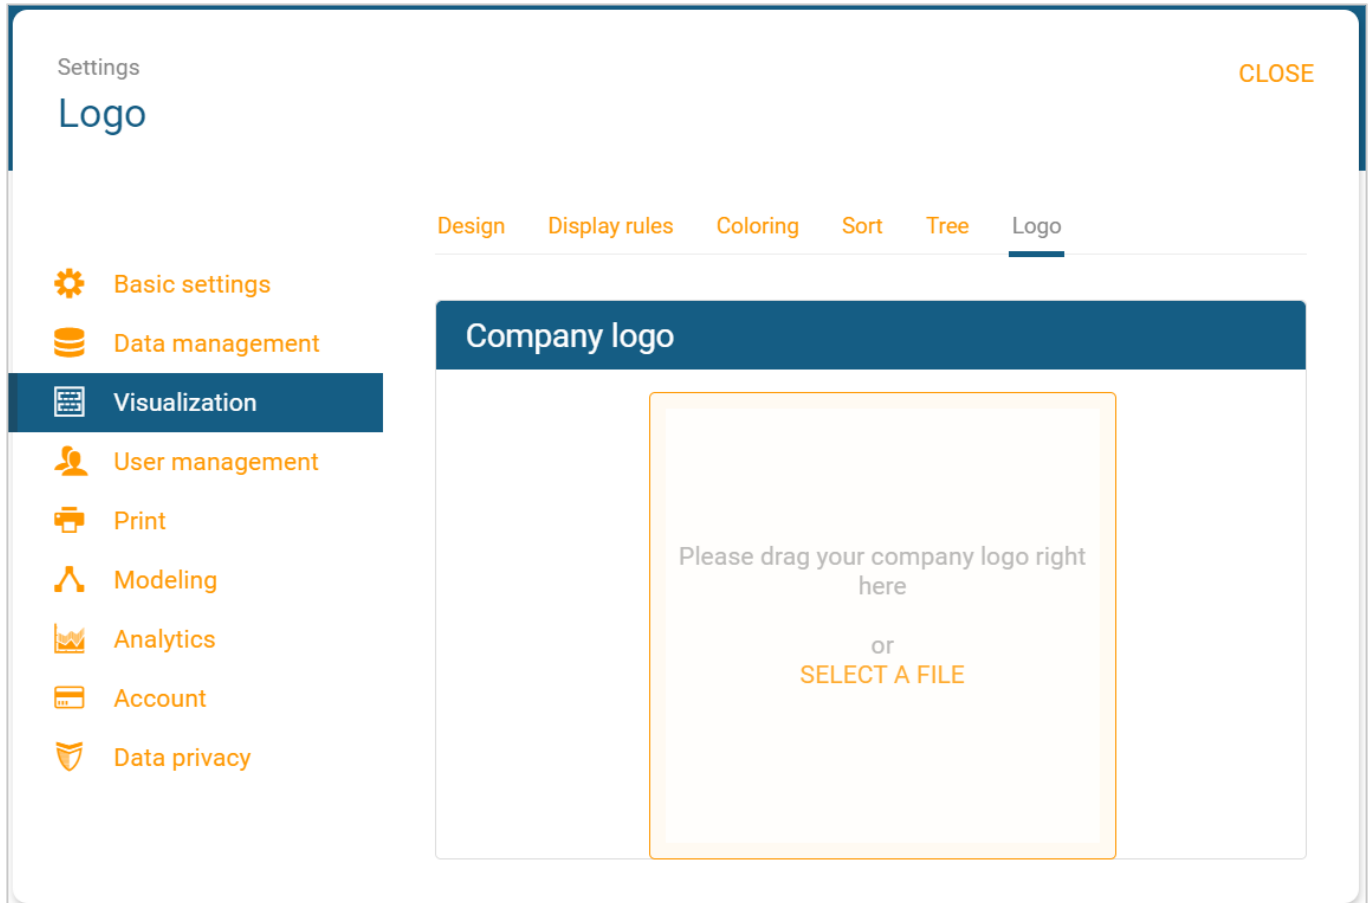 Settings
CLOSE
Logo
Design Display rules Coloring Sort Tree Logo
Basic settings
Data management
Visualization
User management
Print
Modeling
Analytics
Account
Data privacy
Company logo
Please drag your company logo right
here
or
SELECT A FILE